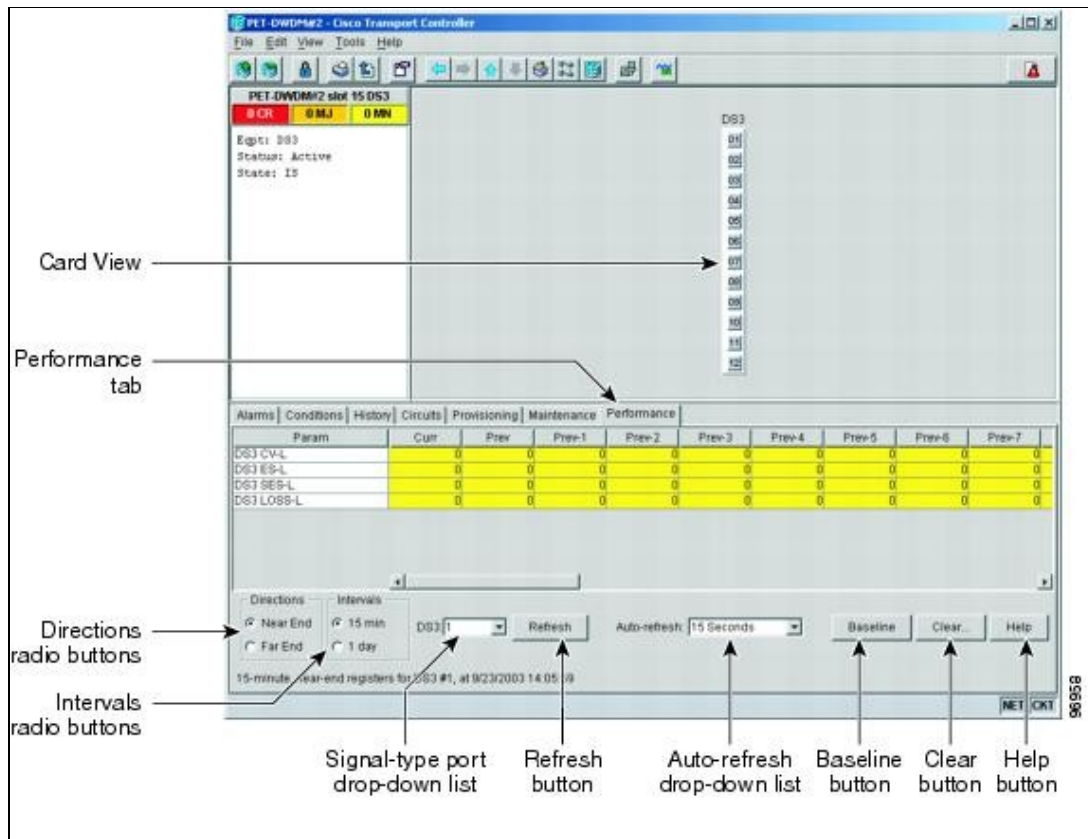 PET-DWDM#2 - Cisco Transport Controller
File Edit View Tools Help
PET-DWDM#2 slot 15 DS3
0 CR 0 MJ 0 MN
Eqpt: DS3
Status: Active
State: IS
DS3
01
02
03
04
05
06
07
08
09
10
11
12
Card View
Performance
tab
Alarms Conditions History Circuits Provisioning Maintenance Performance
Param Curr Prev Prev-1 Prev-2 Prev-3 Prev-4 Prev-5 Prev-6 Prev-7
DS3 CV-L 0 0 0 0 0 0 0 0 0
DS3 ES-L 0 0 0 0 0 0 0 0 0
DS3 SES-L 0 0 0 0 0 0 0 0 0
DS3 LOSS-L 0 0 0 0 0 0 0 0 0
Directions Intervals
Near End 15 min DS3: 1 Refresh Auto-refresh: 15 Seconds Baseline Clear... Help
Far End 1 day
15-minute, near-end registers for DS3 #1, at 9/23/2003 14:05:59
NET CKT
Directions
radio buttons
Intervals
radio buttons
Signal-type port
drop-down list
Refresh
button
Auto-refresh
drop-down list
Baseline
button
Clear
button
Help
button
89696